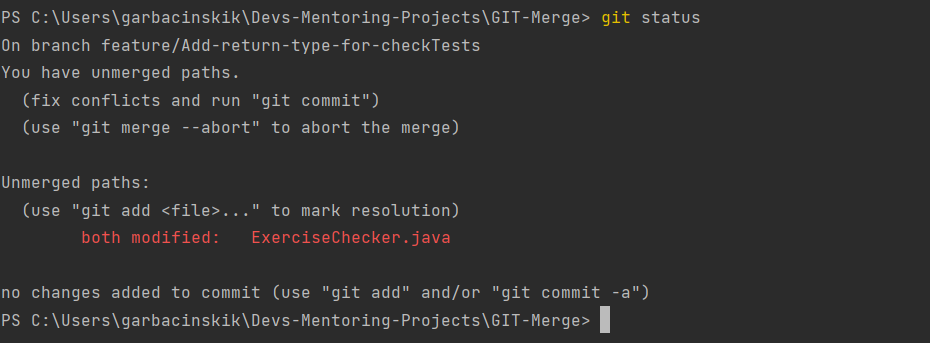 PS C:\Users\garbacinskik\Devs-Mentoring-Projects\GIT-Merge> git status
On branch feature/Add-return-type-for-checkTests
You have unmerged paths.
  (fix conflicts and run "git commit")
  (use "git merge --abort" to abort the merge)

Unmerged paths:
  (use "git add <file>..." to mark resolution)
        both modified:   ExerciseChecker.java

no changes added to commit (use "git add" and/or "git commit -a")
PS C:\Users\garbacinskik\Devs-Mentoring-Projects\GIT-Merge>